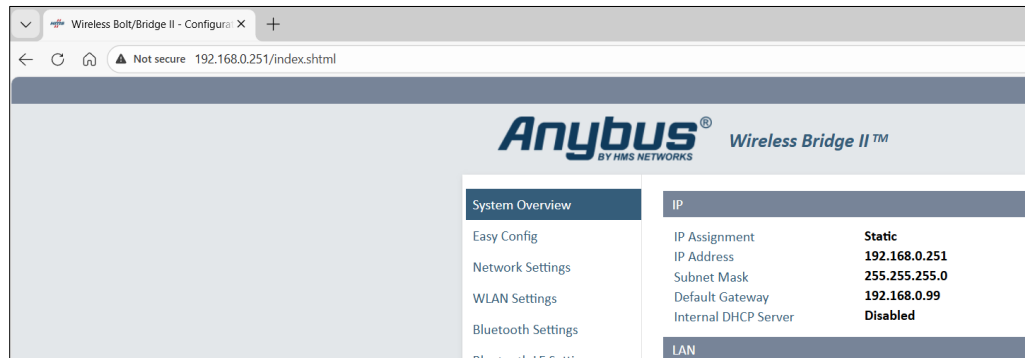 Wireless Bolt/Bridge II - Configurat
Not secure 192.168.0.251/index.shtml
Anybus®
BY HMS NETWORKS
Wireless Bridge II™
System Overview
Easy Config
Network Settings
WLAN Settings
Bluetooth Settings
IP
IP Assignment Static
IP Address 192.168.0.251
Subnet Mask 255.255.255.0
Default Gateway 192.168.0.99
Internal DHCP Server Disabled
LAN